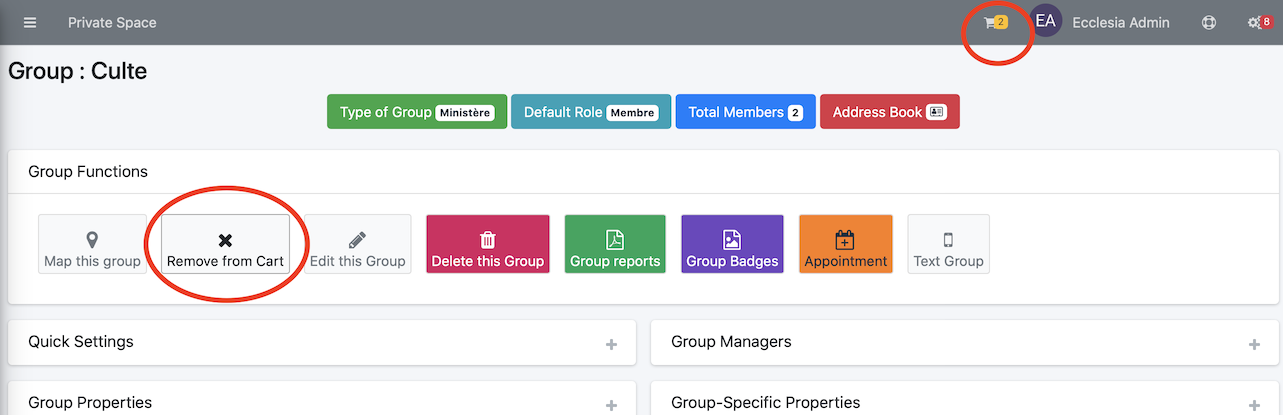 Private Space 2 EA Ecclesia Admin 8
Group : Culte
Type of Group Ministère Default Role Membre Total Members 2 Address Book
Group Functions
Map this group Remove from Cart Edit this Group Delete this Group Group reports Group Badges Appointment Text Group
Quick Settings + Group Managers +
Group Properties + Group-Specific Properties +